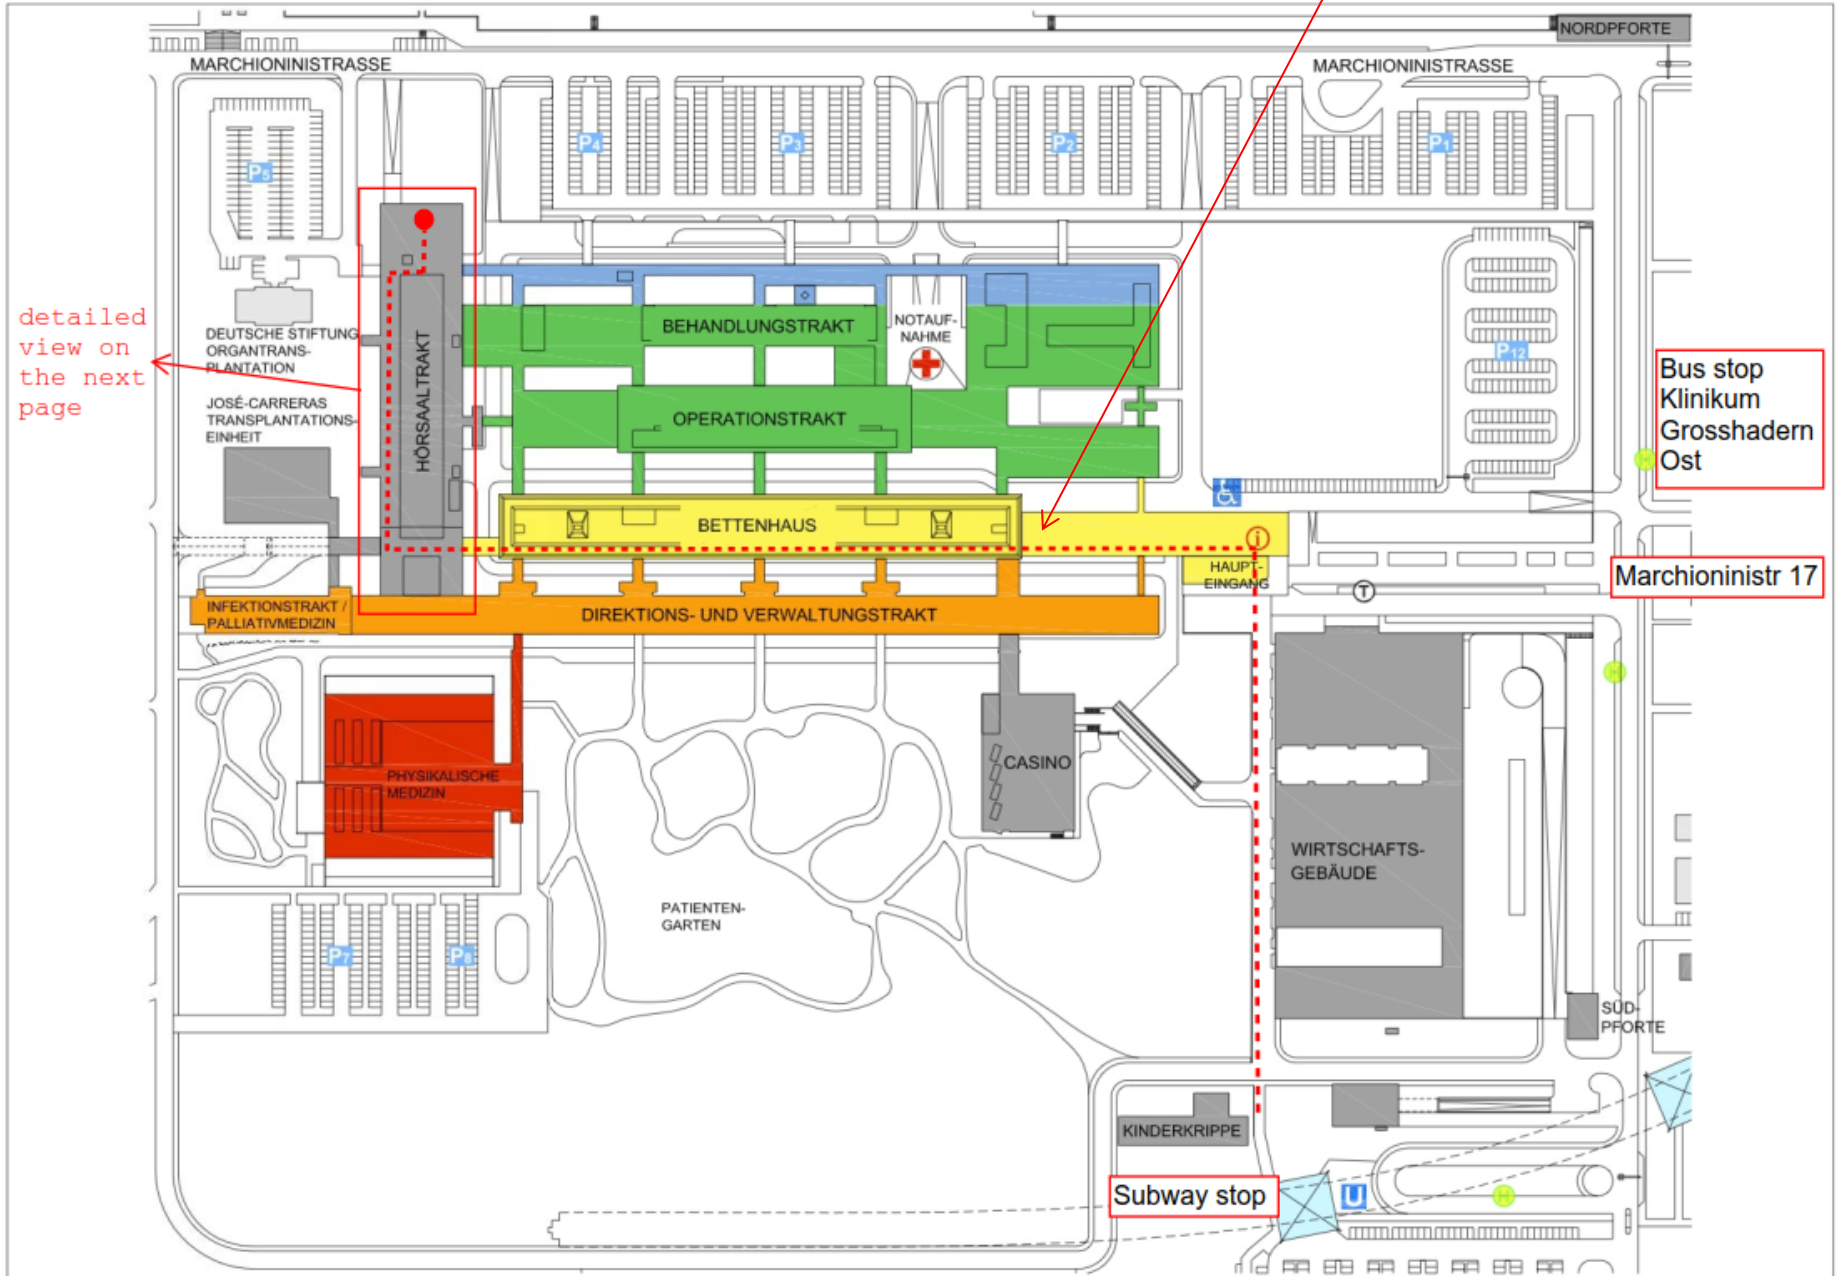 NORDPFORTE
MARCHIONINISTRASSE
MARCHIONINISTRASSE
P5
P4
P3
P2
P1
P12
detailed
view on
the next
page
DEUTSCHE STIFTUNG
ORGANTRANS-
PLANTATION
JOSÉ-CARRERAS
TRANSPLANTATIONS-
EINHEIT
HÖRSAALTRAKT
BEHANDLUNGSTRAKT
NOTAUF-
NAHME
OPERATIONSTRAKT
BETTENHAUS
i
HAUPT-
EINGANG
Bus stop
Klinikum
Grosshadern
Ost
H
Marchioninistr 17
T
INFEKTIONSTRAKT /
PALLIATIVMEDIZIN
DIREKTIONS- UND VERWALTUNGSTRAKT
H
PHYSIKALISCHE
MEDIZIN
CASINO
WIRTSCHAFTS-
GEBÄUDE
PATIENTEN-
GARTEN
P7
P8
SÜD-
PFORTE
KINDERKRIPPE
Subway stop
U
H